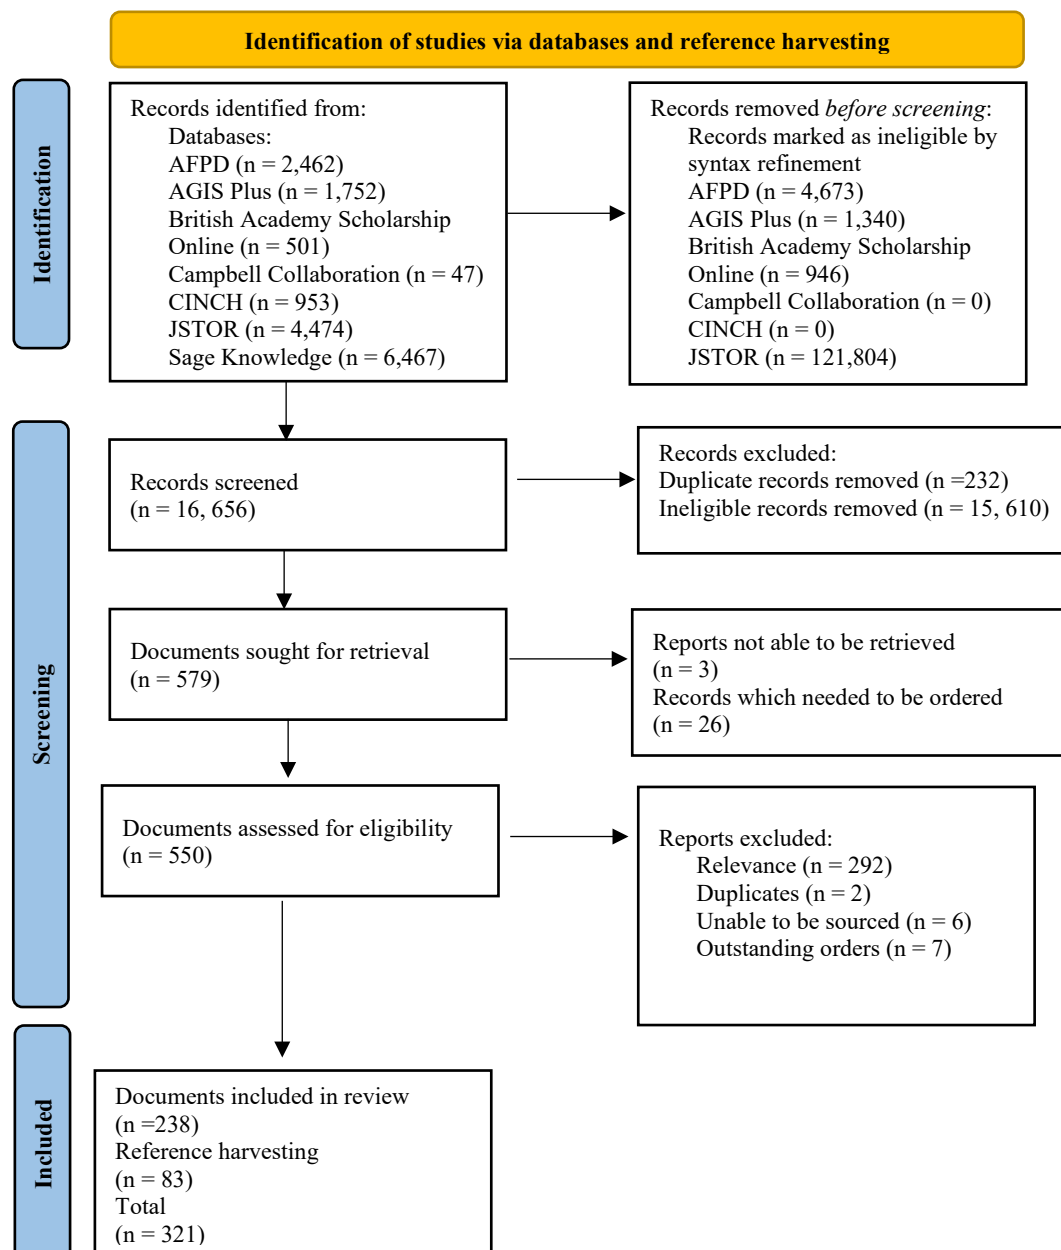 Identification of studies via databases and reference harvesting
Identification
Records identified from:
Databases:
AFPD (n = 2,462)
AGIS Plus (n = 1,752)
British Academy Scholarship
Online (n = 501)
Campbell Collaboration (n = 47)
CINCH (n = 953)
JSTOR (n = 4,474)
Sage Knowledge (n = 6,467)
Records removed before screening:
Records marked as ineligible by
syntax refinement
AFPD (n = 4,673)
AGIS Plus (n = 1,340)
British Academy Scholarship
Online (n = 946)
Campbell Collaboration (n = 0)
CINCH (n = 0)
JSTOR (n = 121,804)
Screening
Records screened
(n = 16, 656)
Records excluded:
Duplicate records removed (n =232)
Ineligible records removed (n = 15, 610)
Documents sought for retrieval
(n = 579)
Reports not able to be retrieved
(n = 3)
Records which needed to be ordered
(n = 26)
Documents assessed for eligibility
(n = 550)
Reports excluded:
Relevance (n = 292)
Duplicates (n = 2)
Unable to be sourced (n = 6)
Outstanding orders (n = 7)
Included
Documents included in review
(n =238)
Reference harvesting
(n = 83)
Total
(n = 321)